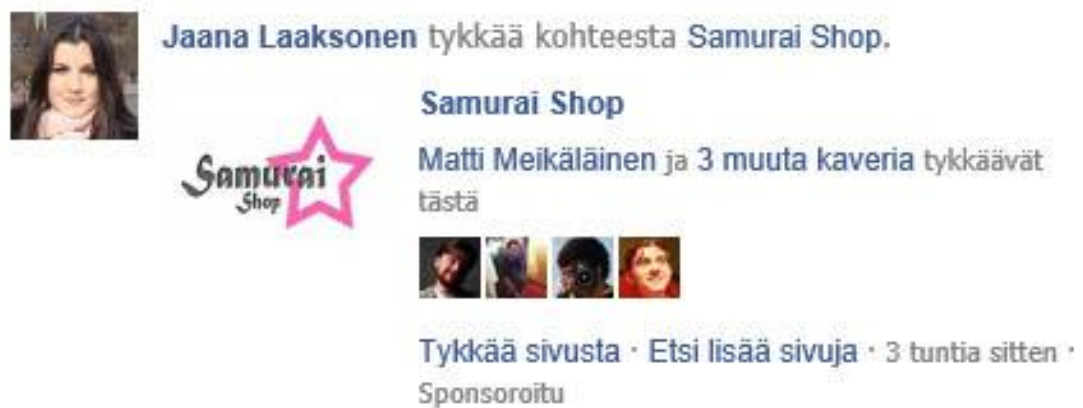 Jaana Laaksonen tykkää kohteesta Samurai Shop.
Samurai Shop
Samurai
Shop
Matti Meikäläinen ja 3 muuta kaveria tykkäävät
tästä
Tykkää sivusta · Etsi lisää sivuja · 3 tuntia sitten ·
Sponsoroitu